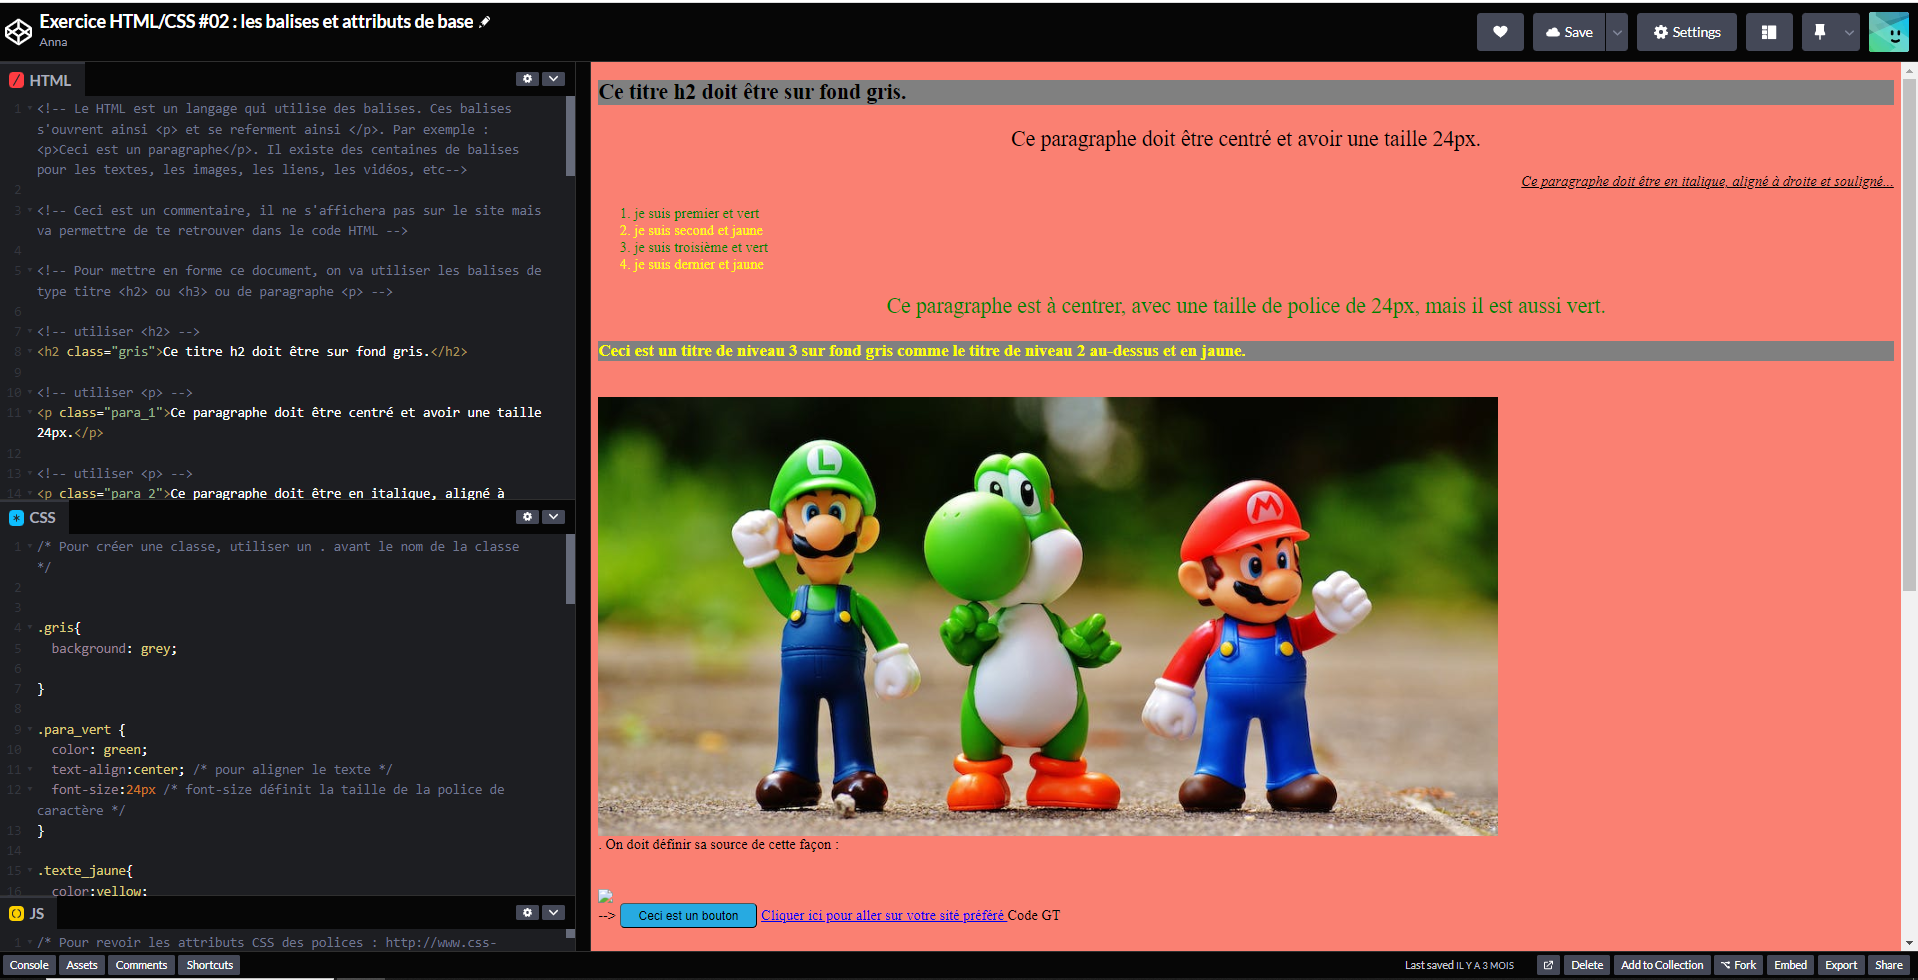 Exercice HTML/CSS #02 : les balises et attributs de base
Anna
Save
Settings
HTML
1 <!-- Le HTML est un langage qui utilise des balises. Ces balises
s'ouvrent ainsi <p> et se referment ainsi </p>. Par exemple :
<p>Ceci est un paragraphe</p>. Il existe des centaines de balises
pour les textes, les images, les liens, les vidéos, etc-->
2
3 <!-- Ceci est un commentaire, il ne s'affichera pas sur le site mais
va permettre de te retrouver dans le code HTML -->
4
5 <!-- Pour mettre en forme ce document, on va utiliser les balises de
type titre <h2> ou <h3> ou de paragraphe <p> -->
6
7 <!-- utiliser <h2> -->
8 <h2 class="gris">Ce titre h2 doit être sur fond gris.</h2>
9
10 <!-- utiliser <p> -->
11 <p class="para_1">Ce paragraphe doit être centré et avoir une taille
24px.</p>
12
13 <!-- utiliser <p> -->
14 <p class="para_2">Ce paragraphe doit être en italique, aligné à
CSS
1 /* Pour créer une classe, utiliser un . avant le nom de la classe
*/
2
3
4 .gris{
5 background: grey;
6
7 }
8
9 .para_vert {
10 color: green;
11 text-align:center; /* pour aligner le texte */
12 font-size:24px /* font-size définit la taille de la police de
caractère */
13 }
14
15 .texte_jaune{
16 color:yellow;
JS
1 /* Pour revoir les attributs CSS des polices : http://www.css-
Ce titre h2 doit être sur fond gris.
Ce paragraphe doit être centré et avoir une taille 24px.
Ce paragraphe doit être en italique, aligné à droite et souligné...
1. je suis premier et vert
2. je suis second et jaune
3. je suis troisième et vert
4. je suis dernier et jaune
Ce paragraphe est à centrer, avec une taille de police de 24px, mais il est aussi vert.
Ceci est un titre de niveau 3 sur fond gris comme le titre de niveau 2 au-dessus et en jaune.
L
M
. On doit définir sa source de cette façon :
--> Ceci est un bouton Cliquer ici pour aller sur votre sité préféré Code GT
Console Assets Comments Shortcuts
Last saved IL Y A 3 MOIS Delete Add to Collection Fork Embed Export Share